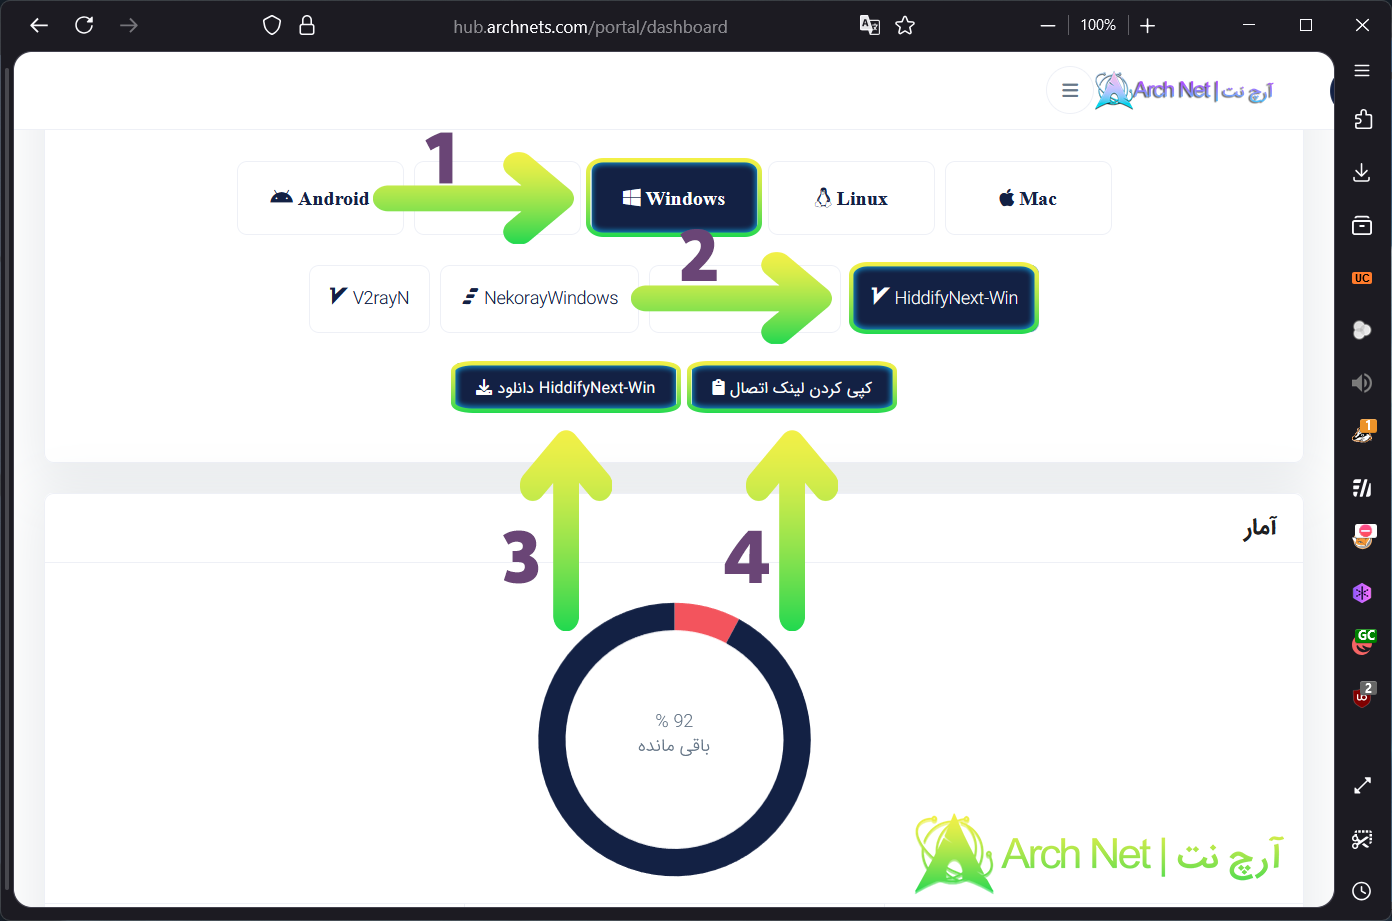 hub.archnets.com/portal/dashboard
100%
Arch Net | آرچ نت
1
Android
Windows
Linux
Mac
2
V2rayN
NekorayWindows
HiddifyNext-Win
دانلود HiddifyNext-Win
کپی کردن لینک اتصال
3
4
آمار
% 92
باقی مانده
Arch Net | آرچ نت
UC
1
GC
2